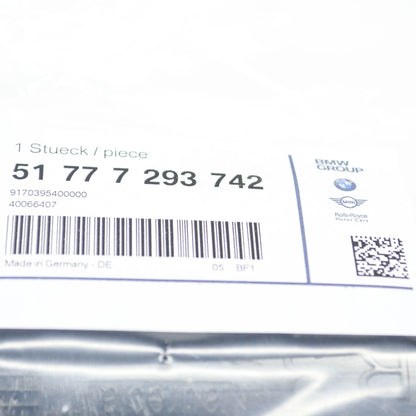 1 Stueck / piece
51 77 7 293 742
9170395400000
40066407
Made in Germany - DE 05 BF1
BMW
GROUP
MINI
Rolls-Royce
Motor Cars